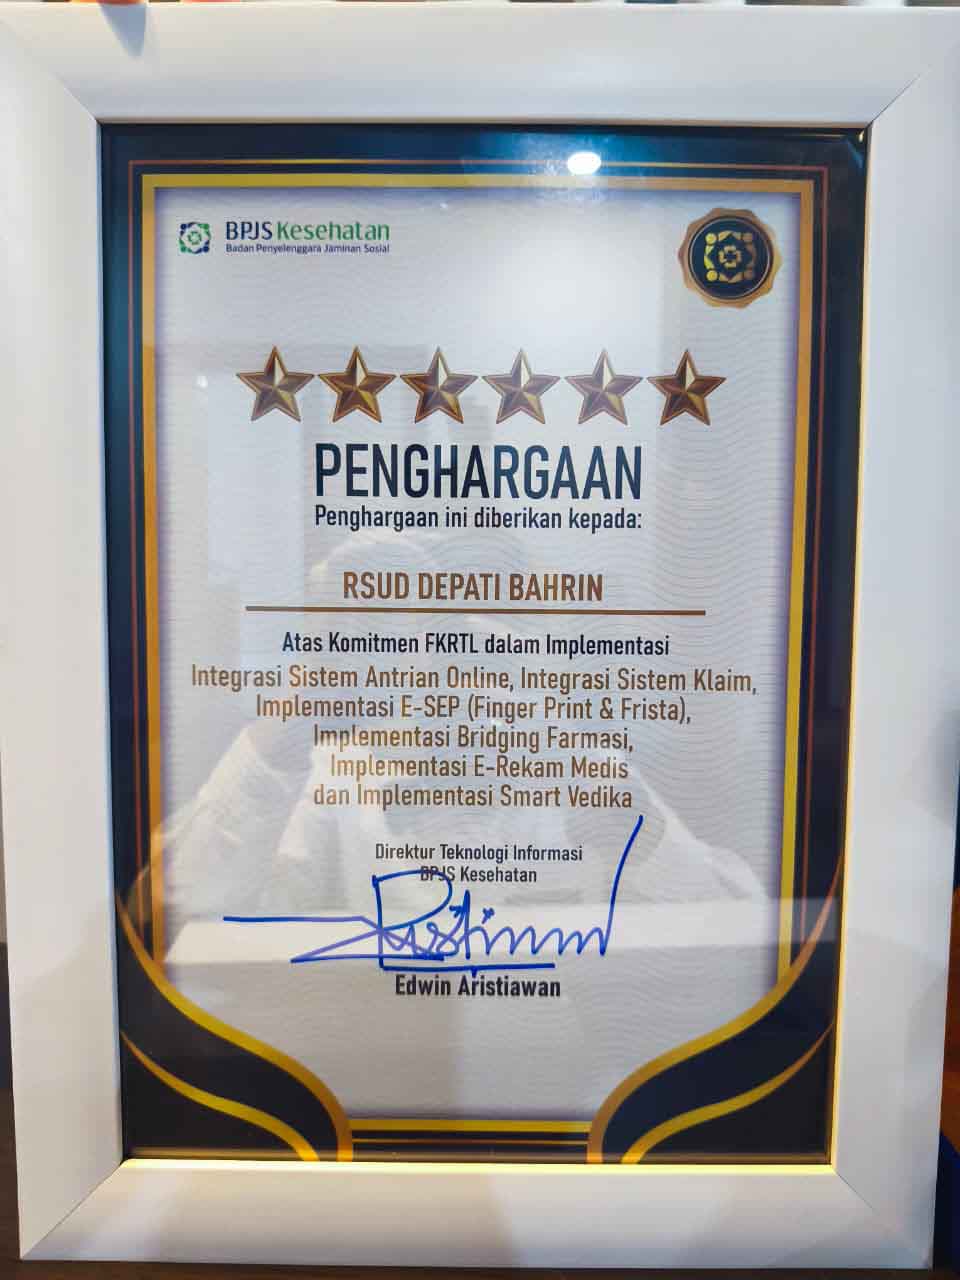 BPJS Kesehatan
Badan Penyelenggara Jaminan Sosial
PENGHARGAAN
Penghargaan ini diberikan kepada:
RSUD DEPATI BAHRIN
Atas Komitmen FKRTL dalam Implementasi
Integrasi Sistem Antrian Online, Integrasi Sistem Klaim,
Implementasi E-SEP (Finger Print & Frista),
Implementasi Bridging Farmasi,
Implementasi E-Rekam Medis
dan Implementasi Smart Vedika
Direktur Teknologi Informasi
BPJS Kesehatan
Edwin Aristiawan